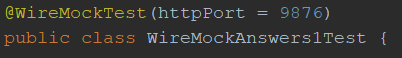 @WireMockTest(httpPort = 9876)
public class WireMockAnswers1Test {